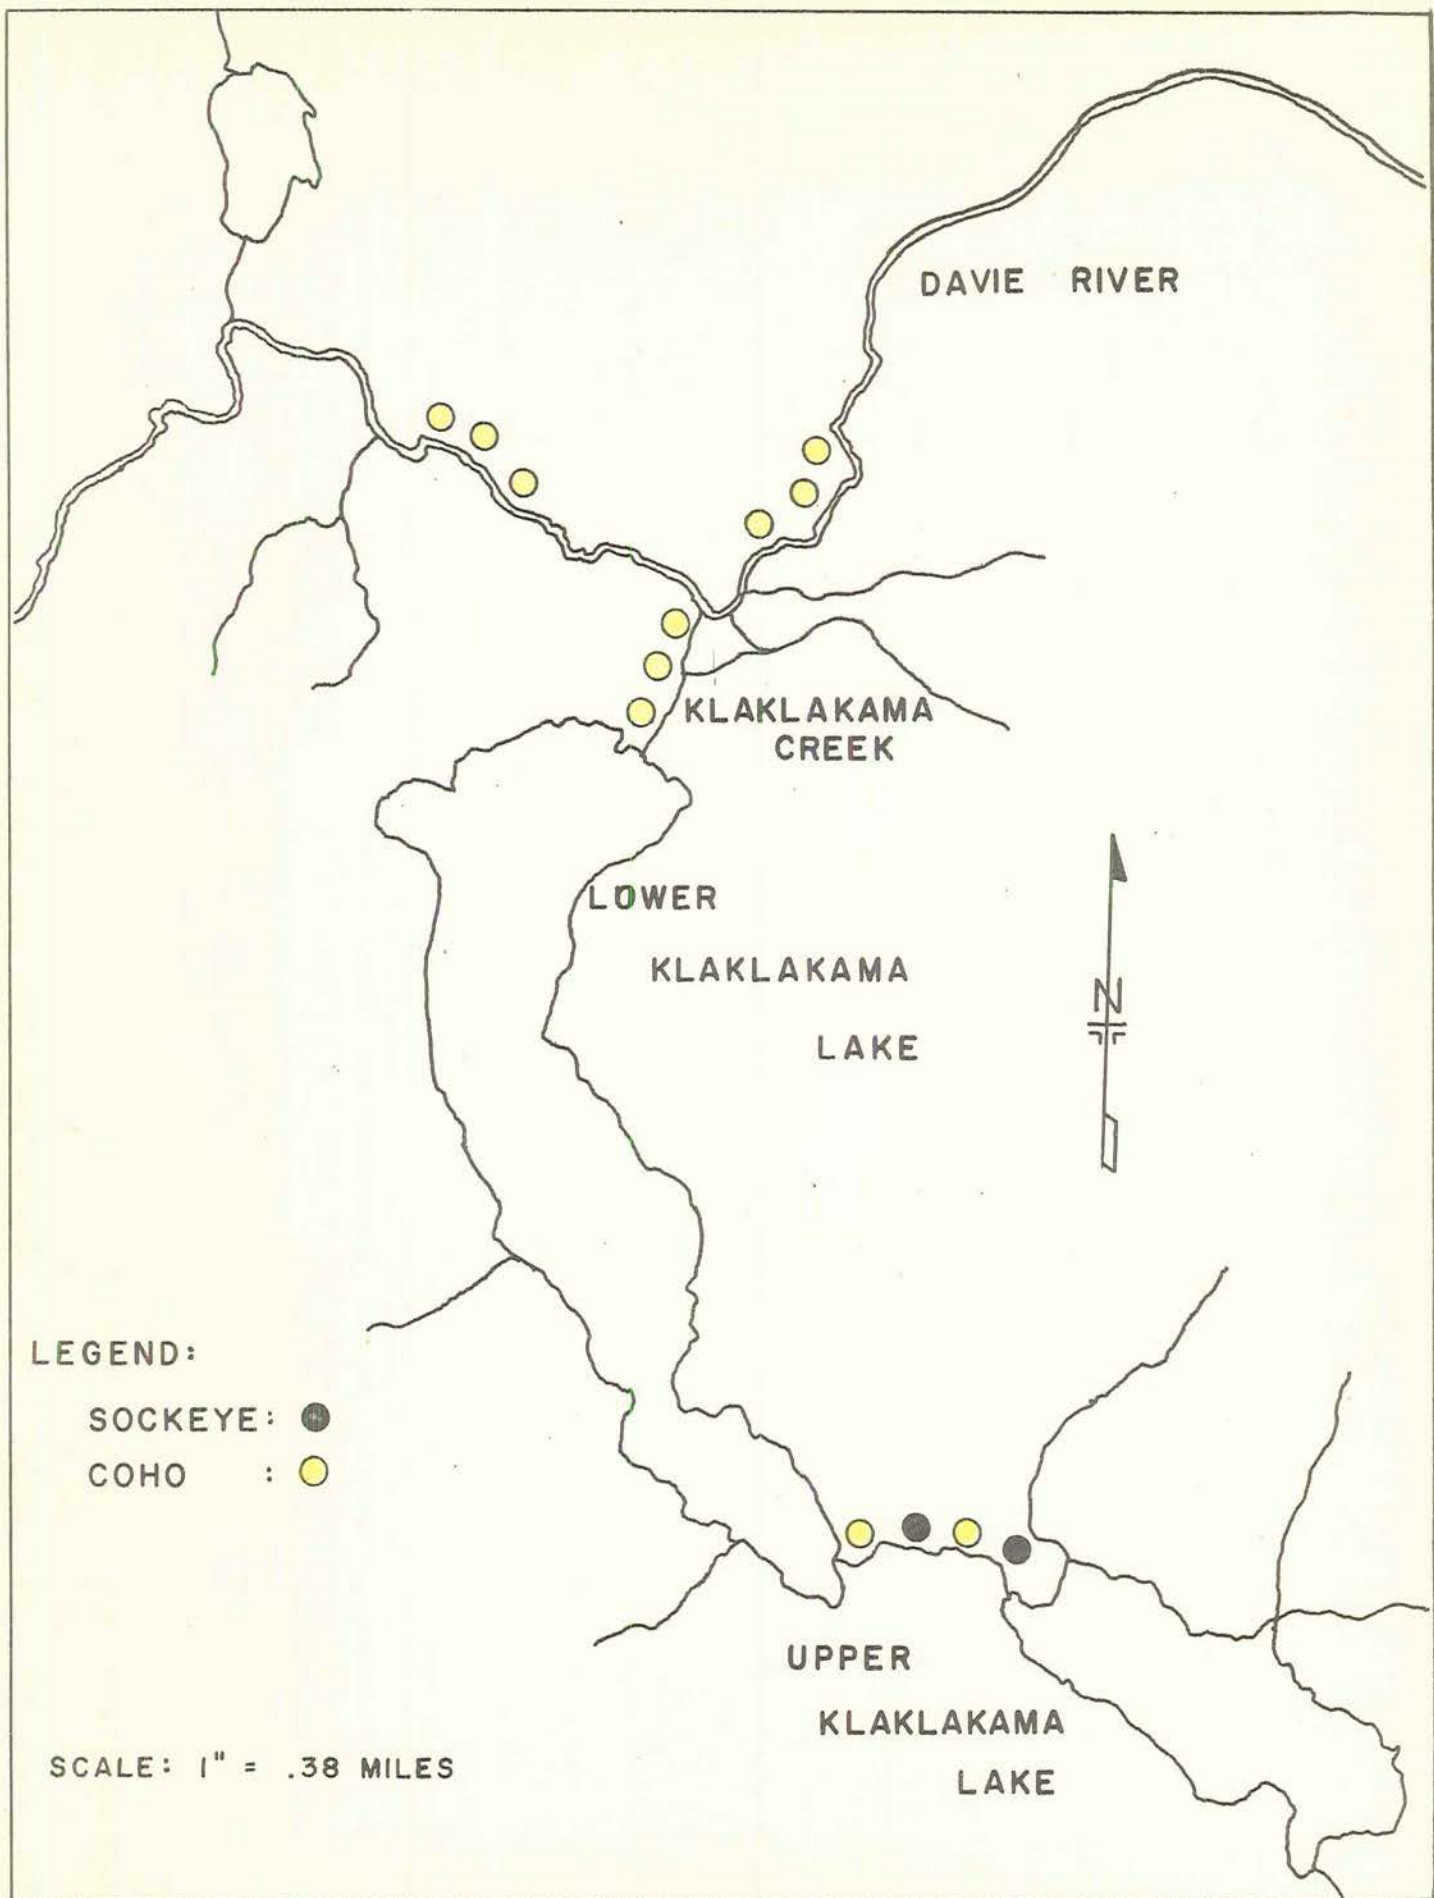 DAVIE RIVER
KLAKLAKAMA
CREEK
LOWER
KLAKLAKAMA
LAKE
N
LEGEND:
SOCKEYE:
COHO :
UPPER
KLAKLAKAMA
LAKE
SCALE: 1" = .38 MILES